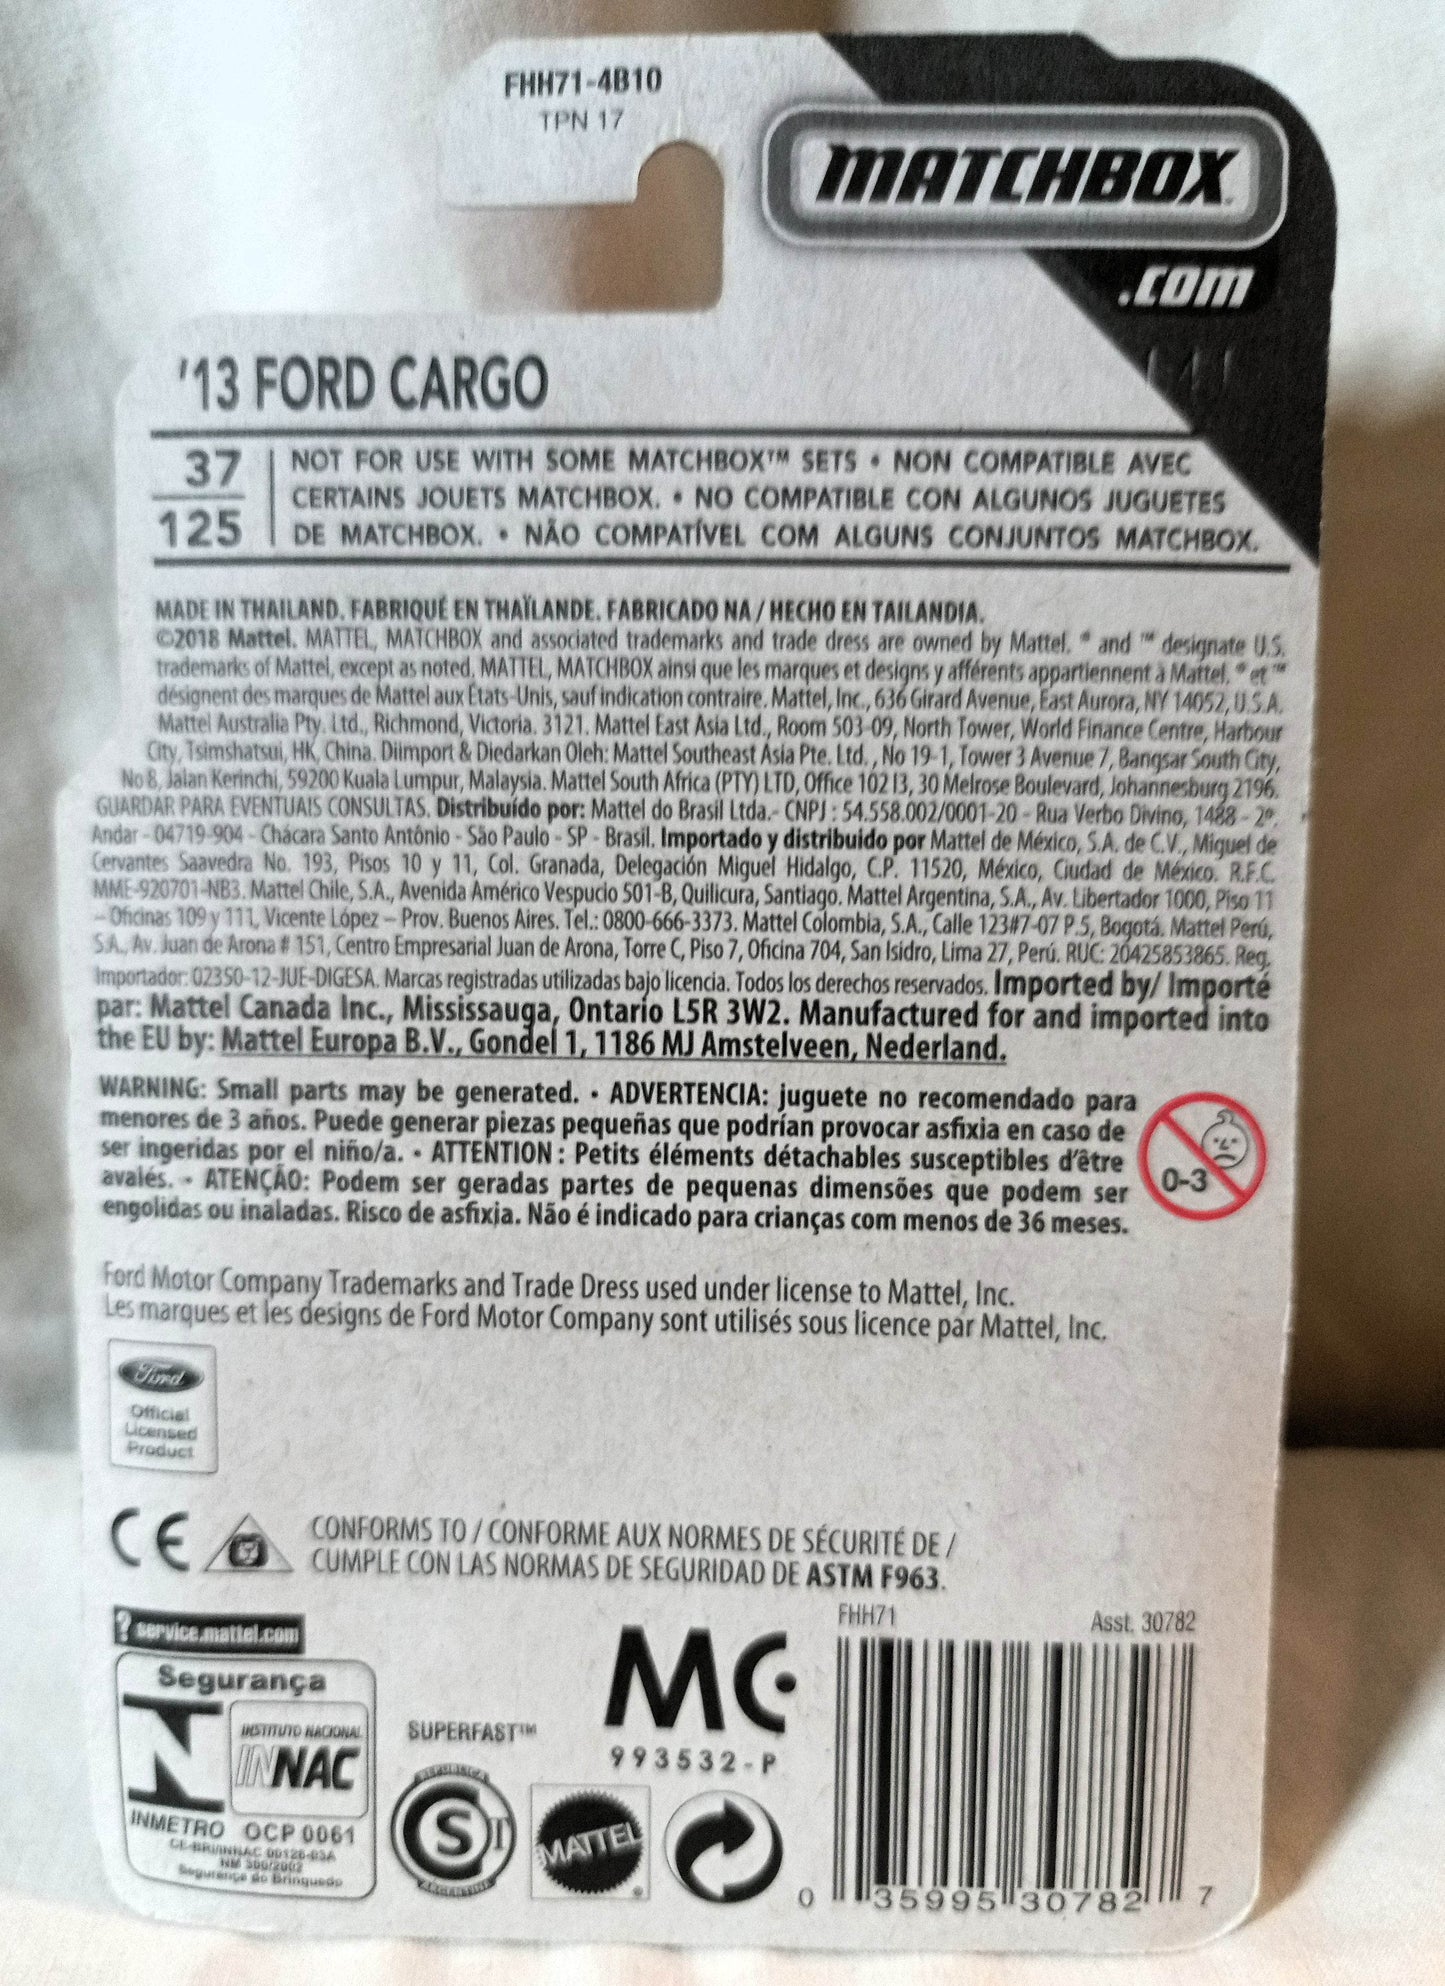 FHH71-4B10
TPN 17
MATCHBOX
.com
'13 FORD CARGO
37
125
NOT FOR USE WITH SOME MATCHBOX™ SETS • NON COMPATIBLE AVEC
CERTAINS JOUETS MATCHBOX. • NO COMPATIBLE CON ALGUNOS JUGUETES
DE MATCHBOX. • NÃO COMPATÍVEL COM ALGUNS CONJUNTOS MATCHBOX.
MADE IN THAILAND. FABRIQUÉ EN THAÏLANDE. FABRICADO NA / HECHO EN TAILANDIA.
©2018 Mattel. MATTEL, MATCHBOX and associated trademarks and trade dress are owned by Mattel. ® and ™ designate U.S.
trademarks of Mattel, except as noted. MATTEL, MATCHBOX ainsi que les marques et designs y afférents appartiennent à Mattel. ® et ™
désignent des marques de Mattel aux États-Unis, sauf indication contraire. Mattel, Inc., 636 Girard Avenue, East Aurora, NY 14052, U.S.A.
Mattel Australia Pty. Ltd., Richmond, Victoria. 3121. Mattel East Asia Ltd., Room 503-09, North Tower, World Finance Centre, Harbour
City, Tsimshatsui, HK, China. Diimport & Diedarkan Oleh: Mattel Southeast Asia Pte. Ltd. , No 19-1, Tower 3 Avenue 7, Bangsar South City,
No 8, Jalan Kerinchi, 59200 Kuala Lumpur, Malaysia. Mattel South Africa (PTY) LTD, Office 102 I3, 30 Melrose Boulevard, Johannesburg 2196.
GUARDAR PARA EVENTUAIS CONSULTAS. Distribuído por: Mattel do Brasil Ltda.- CNPJ : 54.558.002/0001-20 - Rua Verbo Divino, 1488 - 2º.
Andar - 04719-904 - Chácara Santo Antônio - São Paulo - SP - Brasil. Importado y distribuido por Mattel de México, S.A. de C.V., Miguel de
Cervantes Saavedra No. 193, Pisos 10 y 11, Col. Granada, Delegación Miguel Hidalgo, C.P. 11520, México, Ciudad de México. R.F.C.
MME-920701-NB3. Mattel Chile, S.A., Avenida Américo Vespucio 501-B, Quilicura, Santiago. Mattel Argentina, S.A., Av. Libertador 1000, Piso 11
– Oficinas 109 y 111, Vicente López – Prov. Buenos Aires. Tel.: 0800-666-3373. Mattel Colombia, S.A., Calle 123#7-07 P.5, Bogotá. Mattel Perú,
S.A., Av. Juan de Arona # 151, Centro Empresarial Juan de Arona, Torre C, Piso 7, Oficina 704, San Isidro, Lima 27, Perú. RUC: 20425853865. Reg.
Importador: 02350-12-JUE-DIGESA. Marcas registradas utilizadas bajo licencia. Todos los derechos reservados. Imported by/ Importé
par: Mattel Canada Inc., Mississauga, Ontario L5R 3W2. Manufactured for and imported into
the EU by: Mattel Europa B.V., Gondel 1, 1186 MJ Amstelveen, Nederland.
WARNING: Small parts may be generated. • ADVERTENCIA: juguete no recomendado para
menores de 3 años. Puede generar piezas pequeñas que podrían provocar asfixia en caso de
ser ingeridas por el niño/a. • ATTENTION : Petits éléments détachables susceptibles d'être
avalés. • ATENÇÃO: Podem ser geradas partes de pequenas dimensões que podem ser
engolidas ou inaladas. Risco de asfixia. Não é indicado para crianças com menos de 36 meses.
0-3
Ford Motor Company Trademarks and Trade Dress used under license to Mattel, Inc.
Les marques et les designs de Ford Motor Company sont utilisés sous licence par Mattel, Inc.
Ford
Official
Licensed
Product
CE
CONFORMS TO / CONFORME AUX NORMES DE SÉCURITÉ DE /
CUMPLE CON LAS NORMAS DE SEGURIDAD DE ASTM F963.
? service.mattel.com
Segurança
INSTITUTO NACIONAL
INNAC
INMETRO OCP 0061
CE-BRI/INNAC 00126-03A
NM 300/2002
Segurança do Brinquedo
SUPERFAST™
S
ARGENTINA
MC
993532-P
MATTEL
®
FHH71
Asst. 30782
0 35995 30782 7